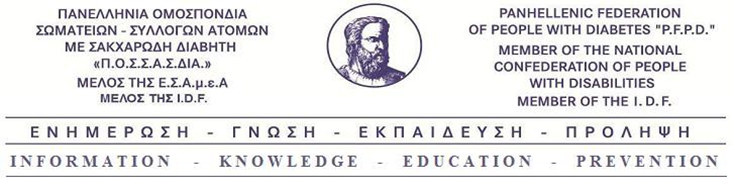 ΠΑΝΕΛΛΗΝΙΑ ΟΜΟΣΠΟΝΔΙΑ
ΣΩΜΑΤΕΙΩΝ - ΣΥΛΛΟΓΩΝ ΑΤΟΜΩΝ
ΜΕ ΣΑΚΧΑΡΩΔΗ ΔΙΑΒΗΤΗ
«Π.Ο.Σ.Σ.Α.Σ.ΔΙΑ.»
ΜΕΛΟΣ ΤΗΣ Ε.Σ.Α.μ.ε.Α
ΜΕΛΟΣ ΤΗΣ I.D.F.
PANHELLENIC FEDERATION
OF PEOPLE WITH DIABETES "P.F.P.D."
MEMBER OF THE NATIONAL
CONFEDERATION OF PEOPLE
WITH DISABILITIES
MEMBER OF THE I. D. F.
ΕΝΗΜΕΡΩΣΗ - ΓΝΩΣΗ - ΕΚΠΑΙΔΕΥΣΗ - ΠΡΟΛΗΨΗ
INFORMATION - KNOWLEDGE - EDUCATION - PREVENTION